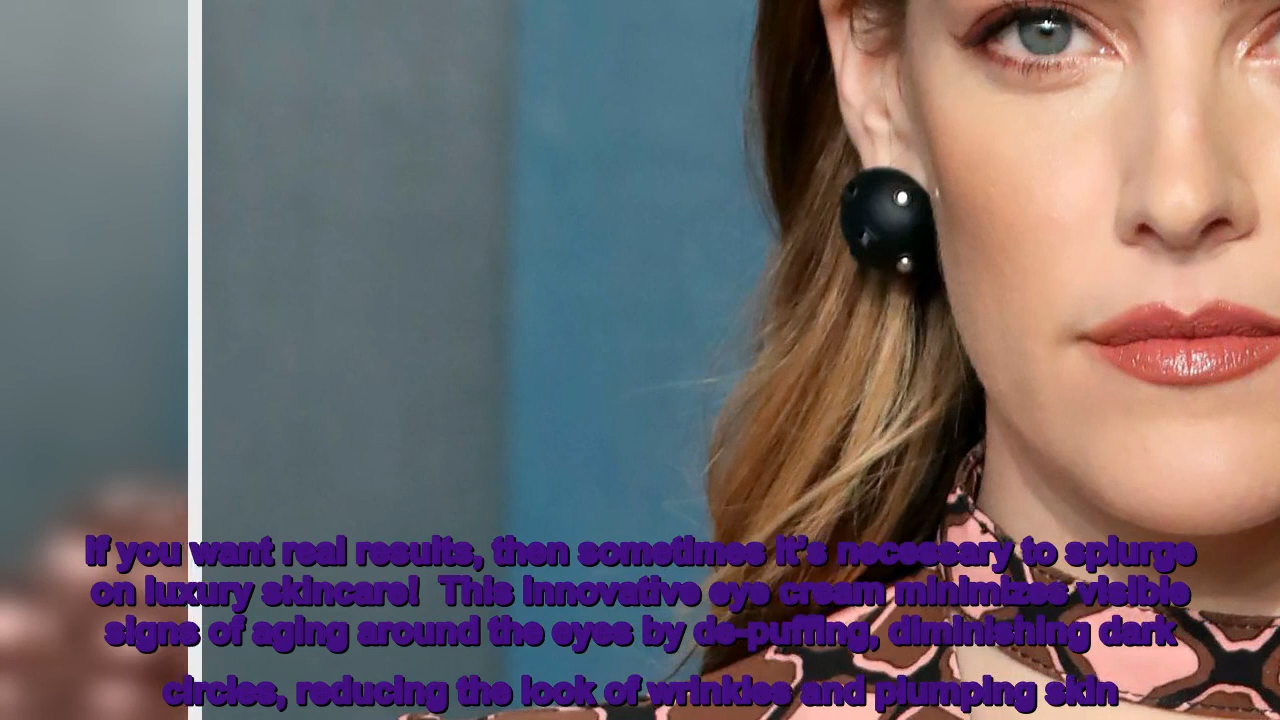 If you want real results, then sometimes it's necessary to splurge
on luxury skincare!  This innovative eye cream minimizes visible
signs of aging around the eyes by de-puffing, diminishing dark
circles, reducing the look of wrinkles and plumping skin